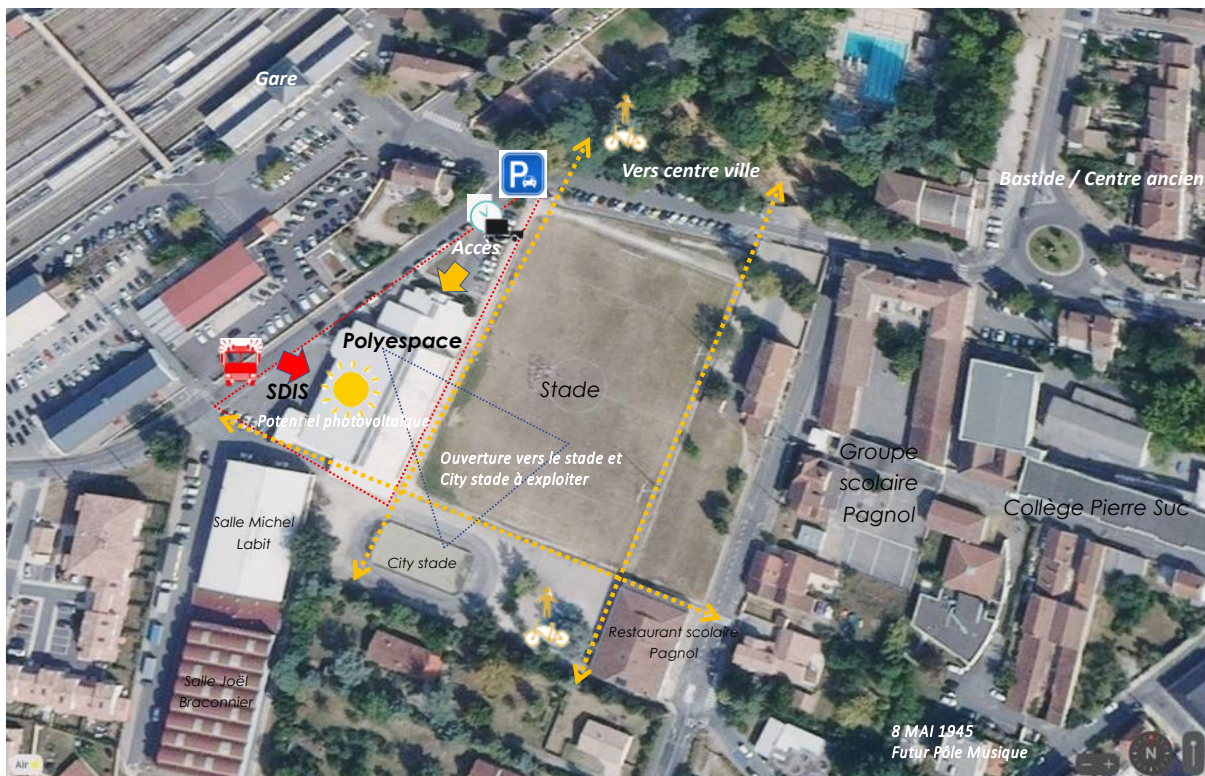 Gare
P
Vers centre ville
Bastide / Centre ancien
Accès
Polyespace
SDIS
Potentiel photovoltaïque
Stade
Ouverture vers le stade et
City stade à exploiter
Groupe
scolaire
Pagnol
Collège Pierre Suc
Salle Michel
Labit
City stade
Restaurant scolaire
Pagnol
Salle Joël
Braconnier
8 MAI 1945
Futur Pôle Musique
Air
N